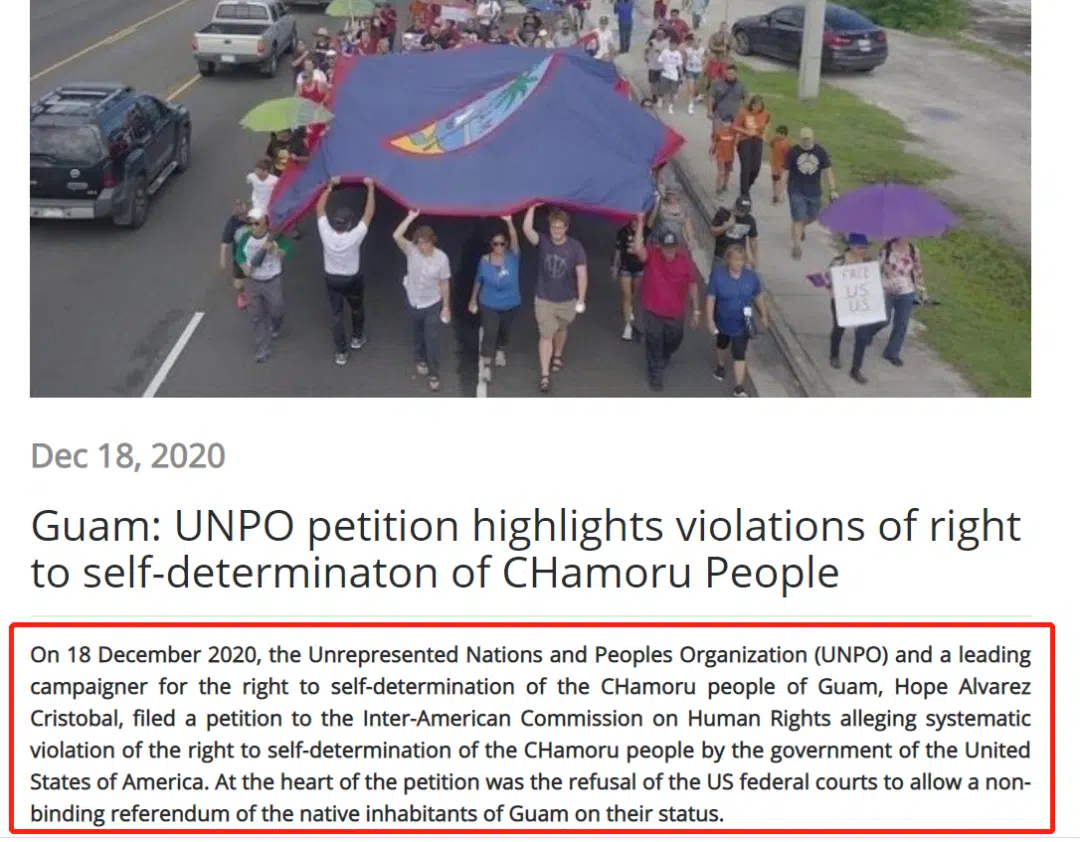 FREE
US
US
Dec 18, 2020
Guam: UNPO petition highlights violations of right
to self-determinaton of CHamoru People
On 18 December 2020, the Unrepresented Nations and Peoples Organization (UNPO) and a leading
campaigner for the right to self-determination of the CHamoru people of Guam, Hope Alvarez
Cristobal, filed a petition to the Inter-American Commission on Human Rights alleging systematic
violation of the right to self-determination of the CHamoru people by the government of the United
States of America. At the heart of the petition was the refusal of the US federal courts to allow a non-
binding referendum of the native inhabitants of Guam on their status.